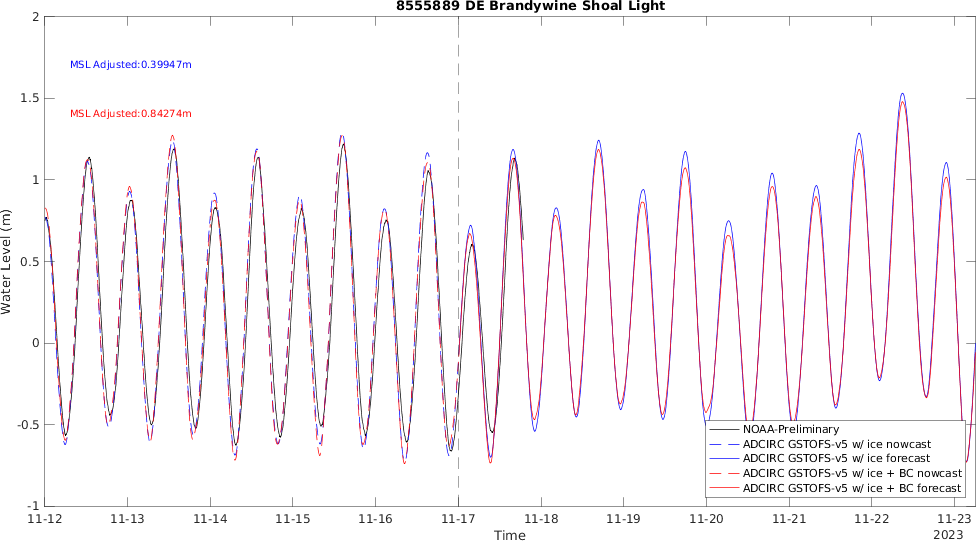 8555889 DE Brandywine Shoal Light
2
1.5
1
0.5
0
-0.5
-1
Water Level (m)
MSL Adjusted:0.39947m
MSL Adjusted:0.84274m
NOAA-Preliminary
ADCIRC GSTOFS-v5 w/ ice nowcast
ADCIRC GSTOFS-v5 w/ ice forecast
ADCIRC GSTOFS-v5 w/ ice + BC nowcast
ADCIRC GSTOFS-v5 w/ ice + BC forecast
11-12 11-13 11-14 11-15 11-16 11-17 11-18 11-19 11-20 11-21 11-22 11-23
Time
2023